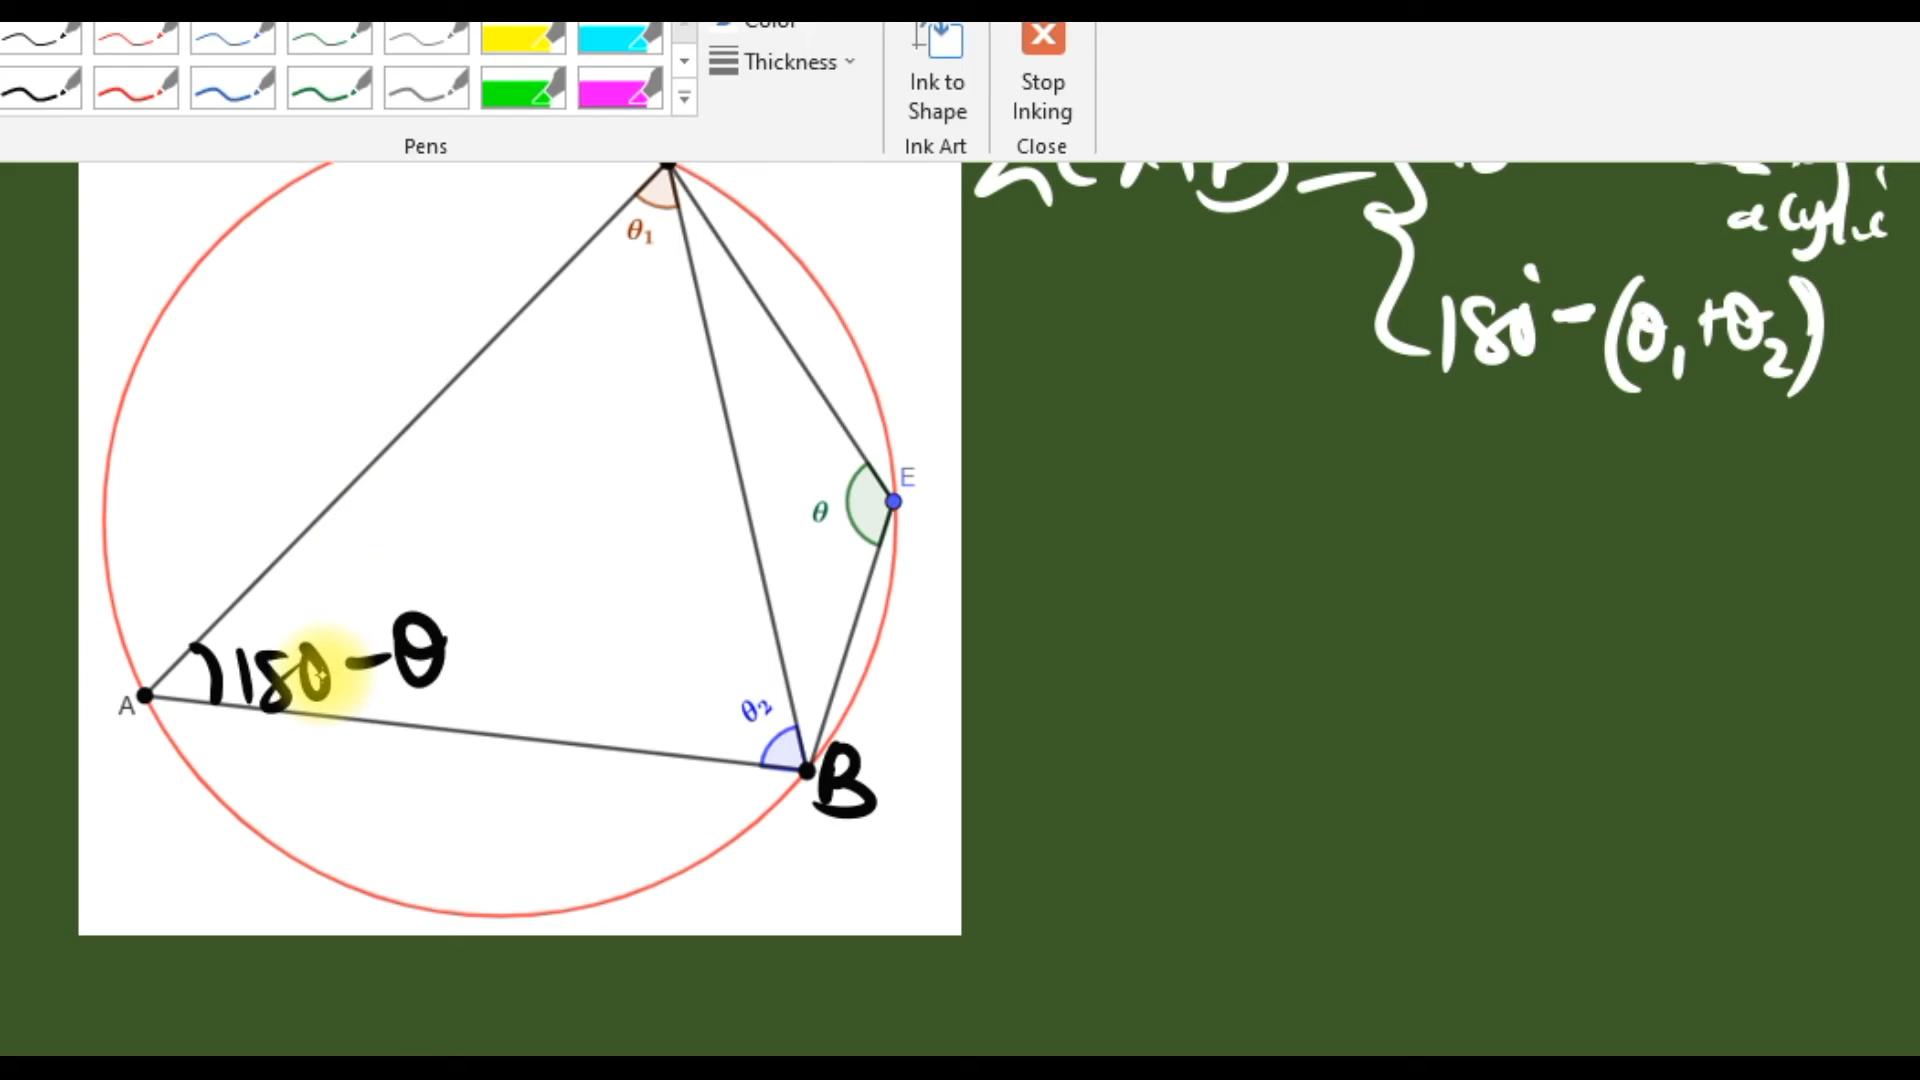 Color
Thickness
Ink to
Shape
Stop
Inking
Pens
Ink Art
Close
θ₁
180° - (θ₁+θ₂)
E
θ
180-θ
A
θ₂
B